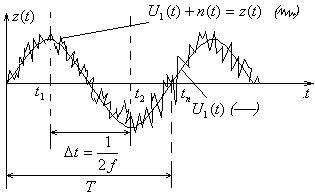 z(t)
U₁(t) + n(t) = z(t)
t₁
t₂
tₙ
t
U₁(t) (—)
Δt = 1/2f
T